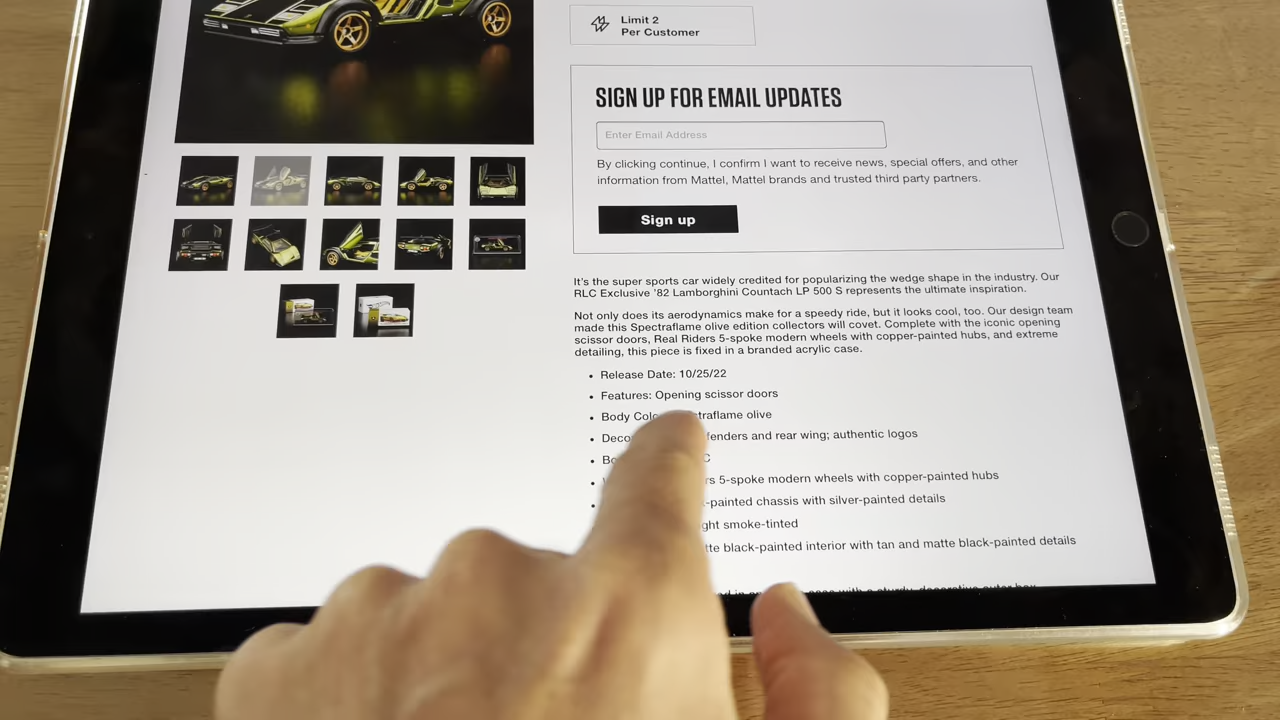 Limit 2
Per Customer
SIGN UP FOR EMAIL UPDATES
Enter Email Address
By clicking continue, I confirm I want to receive news, special offers, and other
information from Mattel, Mattel brands and trusted third party partners.
Sign up
It's the super sports car widely credited for popularizing the wedge shape in the industry. Our
RLC Exclusive '82 Lamborghini Countach LP 500 S represents the ultimate inspiration.
Not only does its aerodynamics make for a speedy ride, but it looks cool, too. Our design team
made this Spectraflame olive edition collectors will covet. Complete with the iconic opening
scissor doors, Real Riders 5-spoke modern wheels with copper-painted hubs, and extreme
detailing, this piece is fixed in a branded acrylic case.
• Release Date: 10/25/22
• Features: Opening scissor doors
• Body Colo traflame olive
• Deco fenders and rear wing; authentic logos
• Bo C
• rs 5-spoke modern wheels with copper-painted hubs
• -painted chassis with silver-painted details
ght smoke-tinted
tte black-painted interior with tan and matte black-painted details